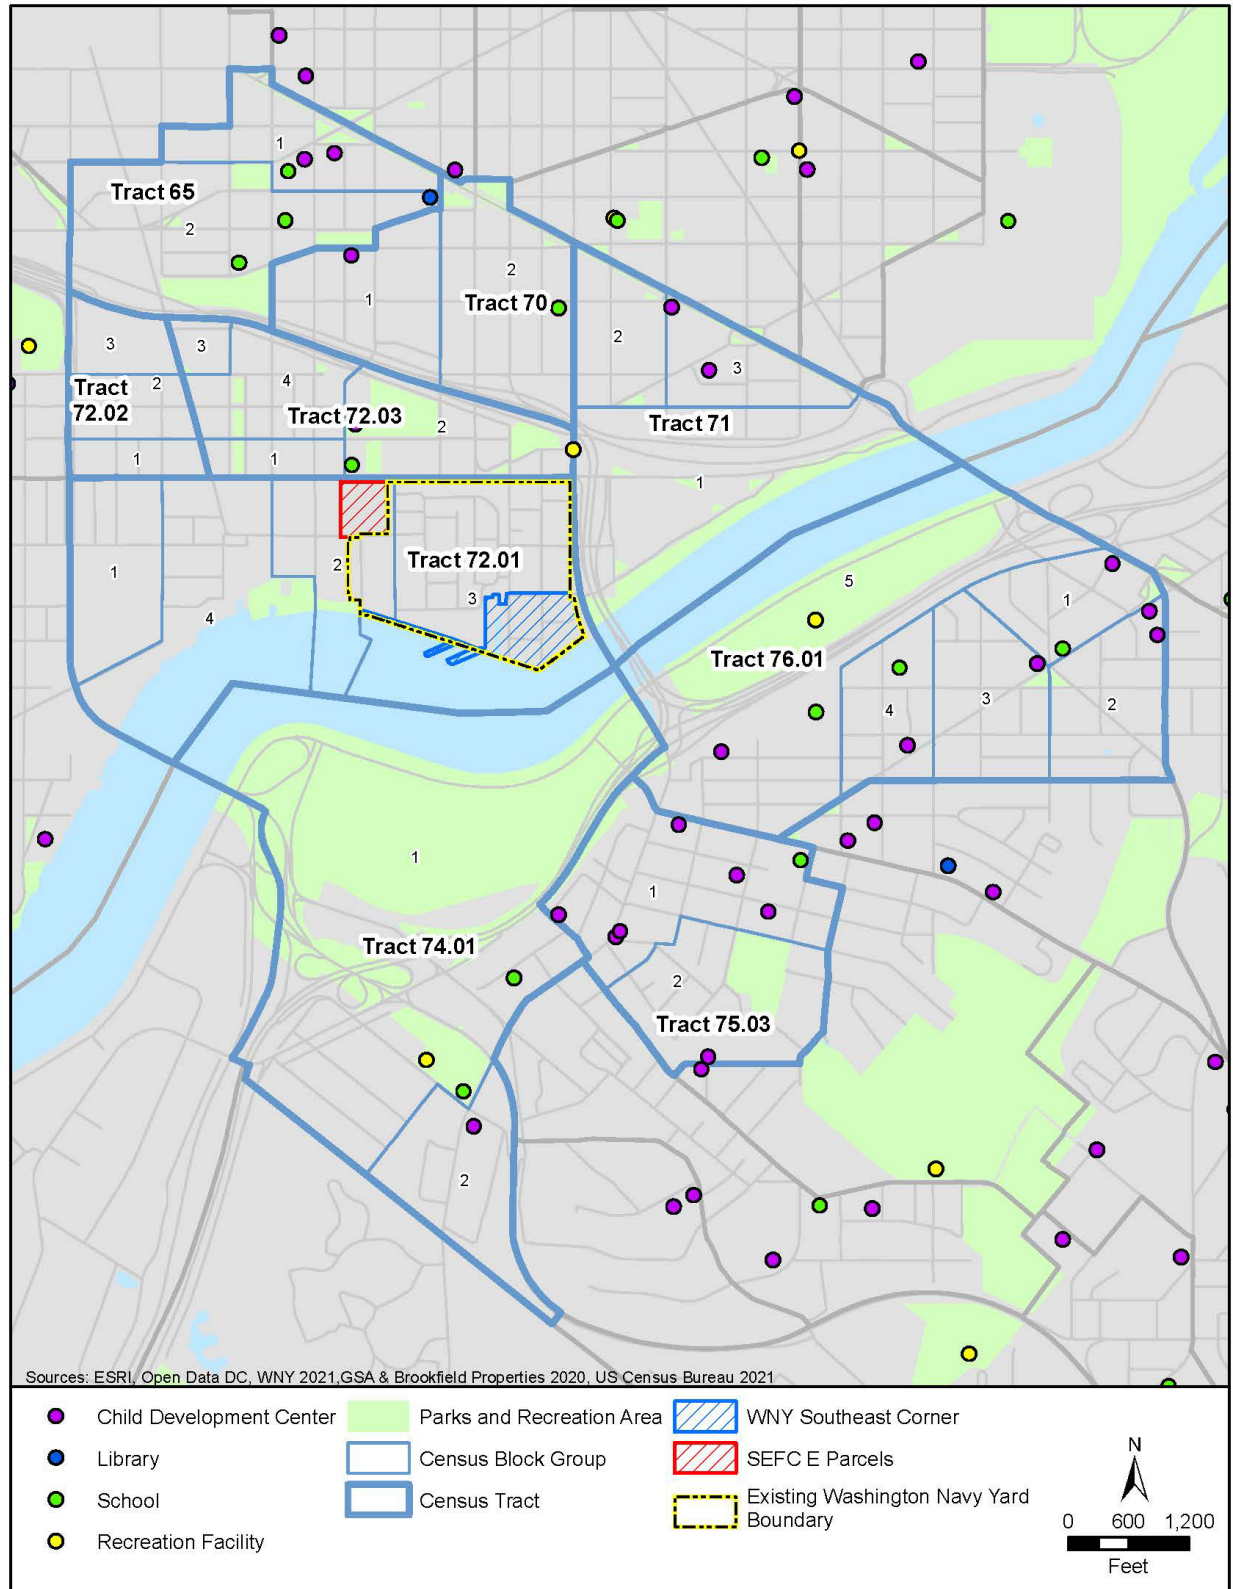 1
Tract 65
2
2
Tract 70
1
2
3
3
3
Tract
72.02
2
4
Tract 72.03
2
Tract 71
1
1
1
Tract 72.01
1
2
3
4
5
1
Tract 76.01
4
3
2
1
1
Tract 74.01
2
Tract 75.03
2
Sources: ESRI, Open Data DC, WNY 2021,GSA & Brookfield Properties 2020, US Census Bureau 2021
Child Development Center
Library
School
Recreation Facility
Parks and Recreation Area
Census Block Group
Census Tract
WNY Southeast Corner
SEFC E Parcels
Existing Washington Navy Yard
Boundary
N
0 600 1,200
Feet